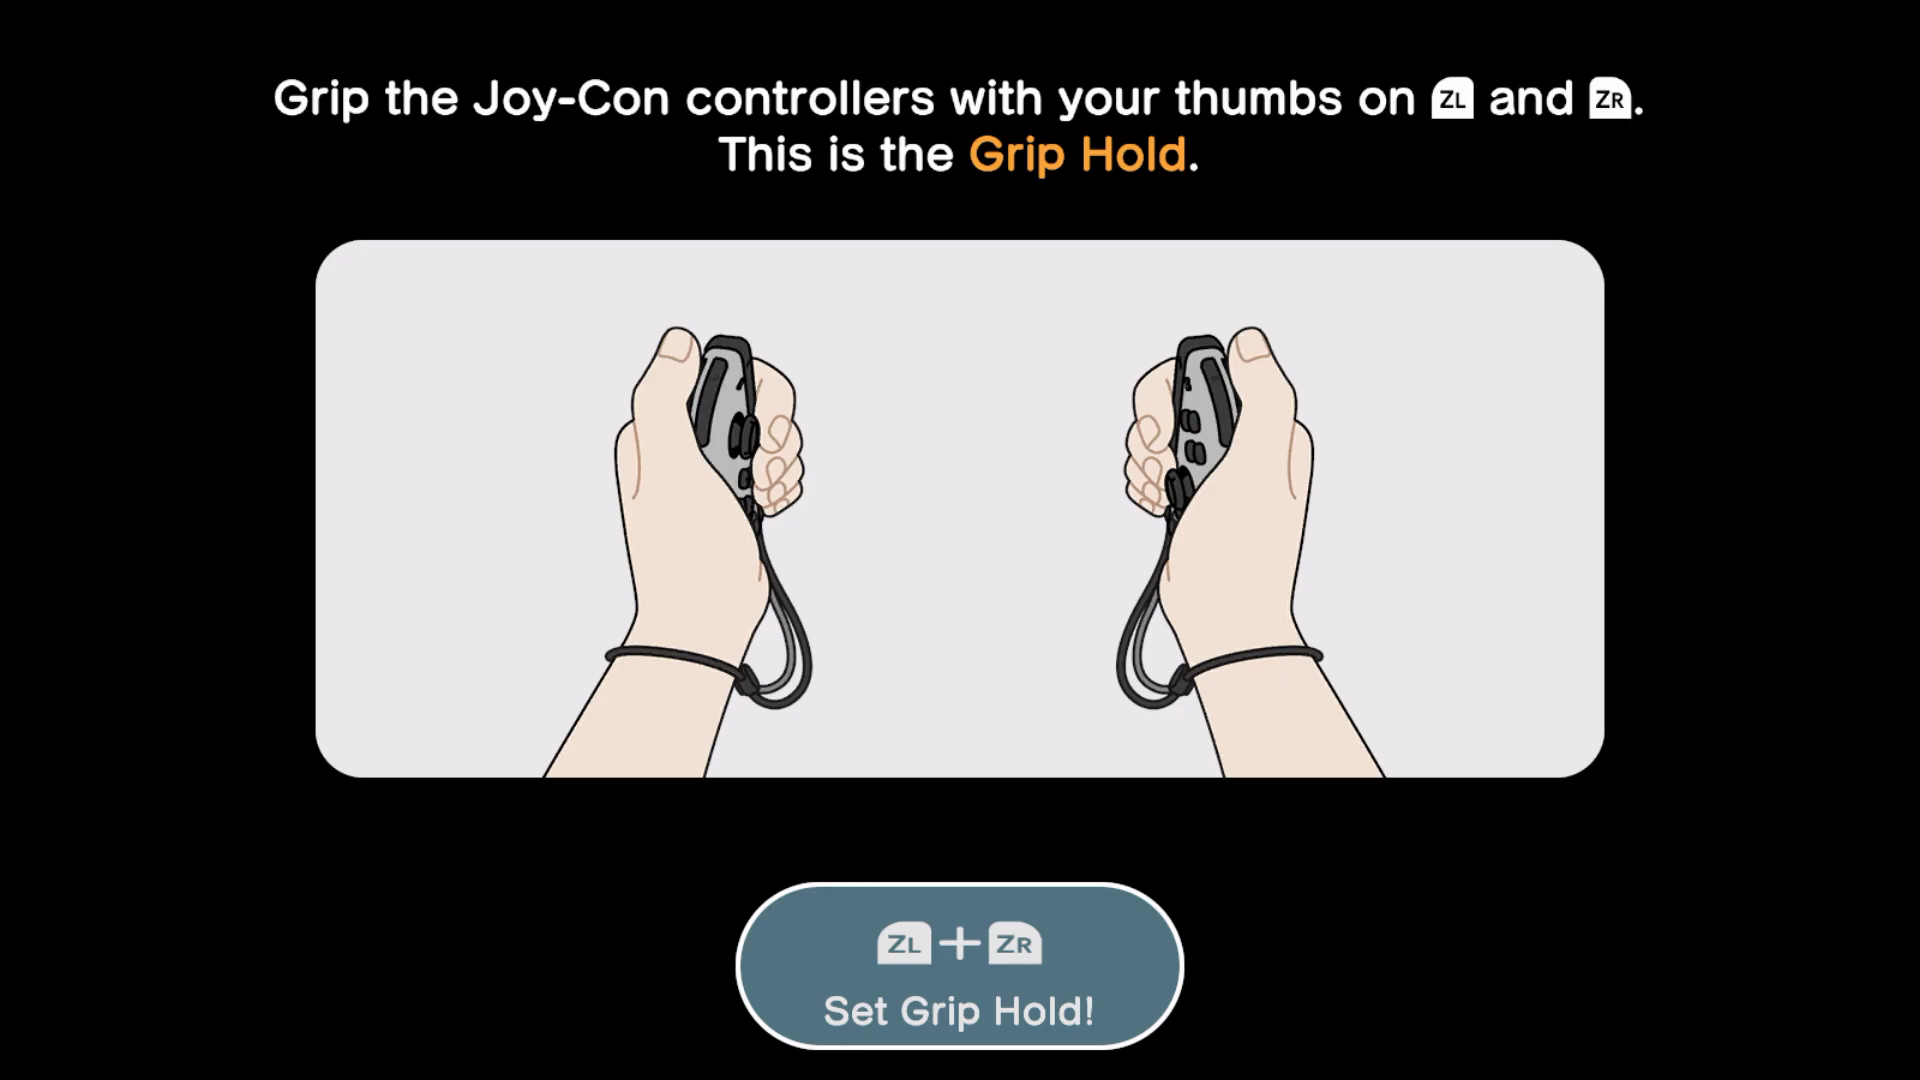 Grip the Joy-Con controllers with your thumbs on ZL and ZR.
This is the Grip Hold.
ZL+ZR
Set Grip Hold!